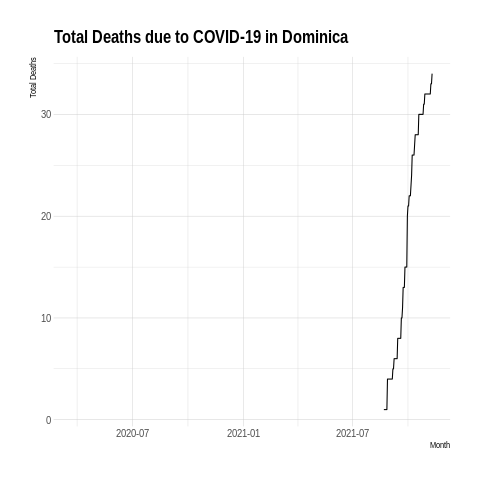 Total Deaths due to COVID-19 in Dominica
Total Deaths
30
20
10
0
2020-07
2021-01
2021-07
Month